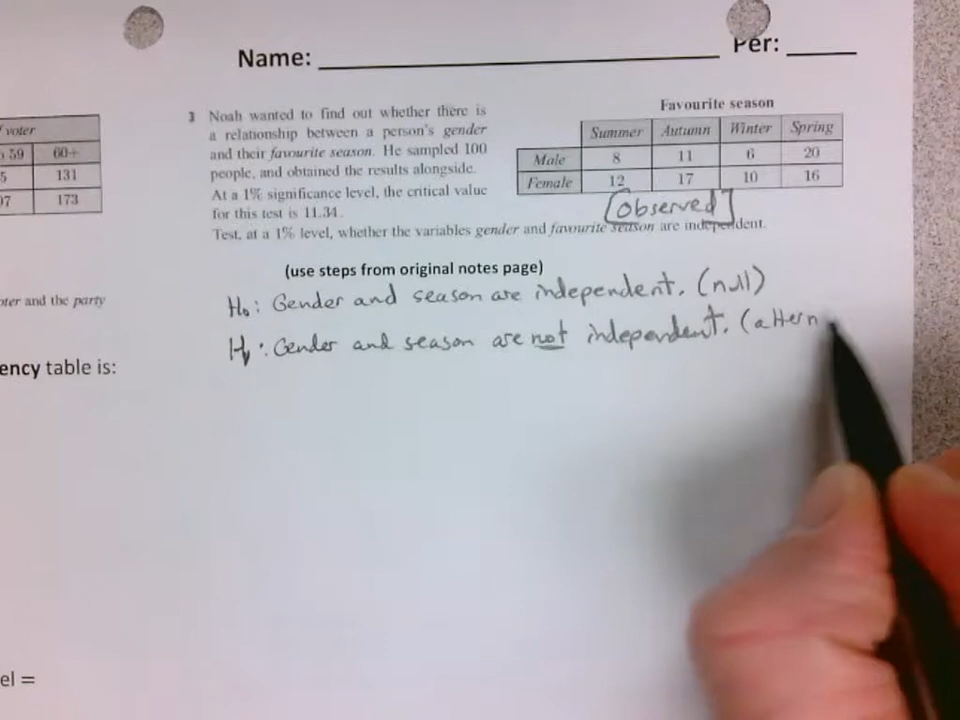 Name: Per:
f voter
59 60+
5 131
97 173
oter and the party
ency table is:
el =
3 Noah wanted to find out whether there is
a relationship between a person's gender
and their favourite season. He sampled 100
people, and obtained the results alongside.
At a 1% significance level, the critical value
for this test is 11.34.
Test, at a 1% level, whether the variables gender and favourite season are independent.
Favourite season
Summer Autumn Winter Spring
Male 8 11 6 20
Female 12 17 10 16
[Observed]
(use steps from original notes page)
H₀: Gender and season are independent. (null)
H₁: Gender and season are not independent. (altern